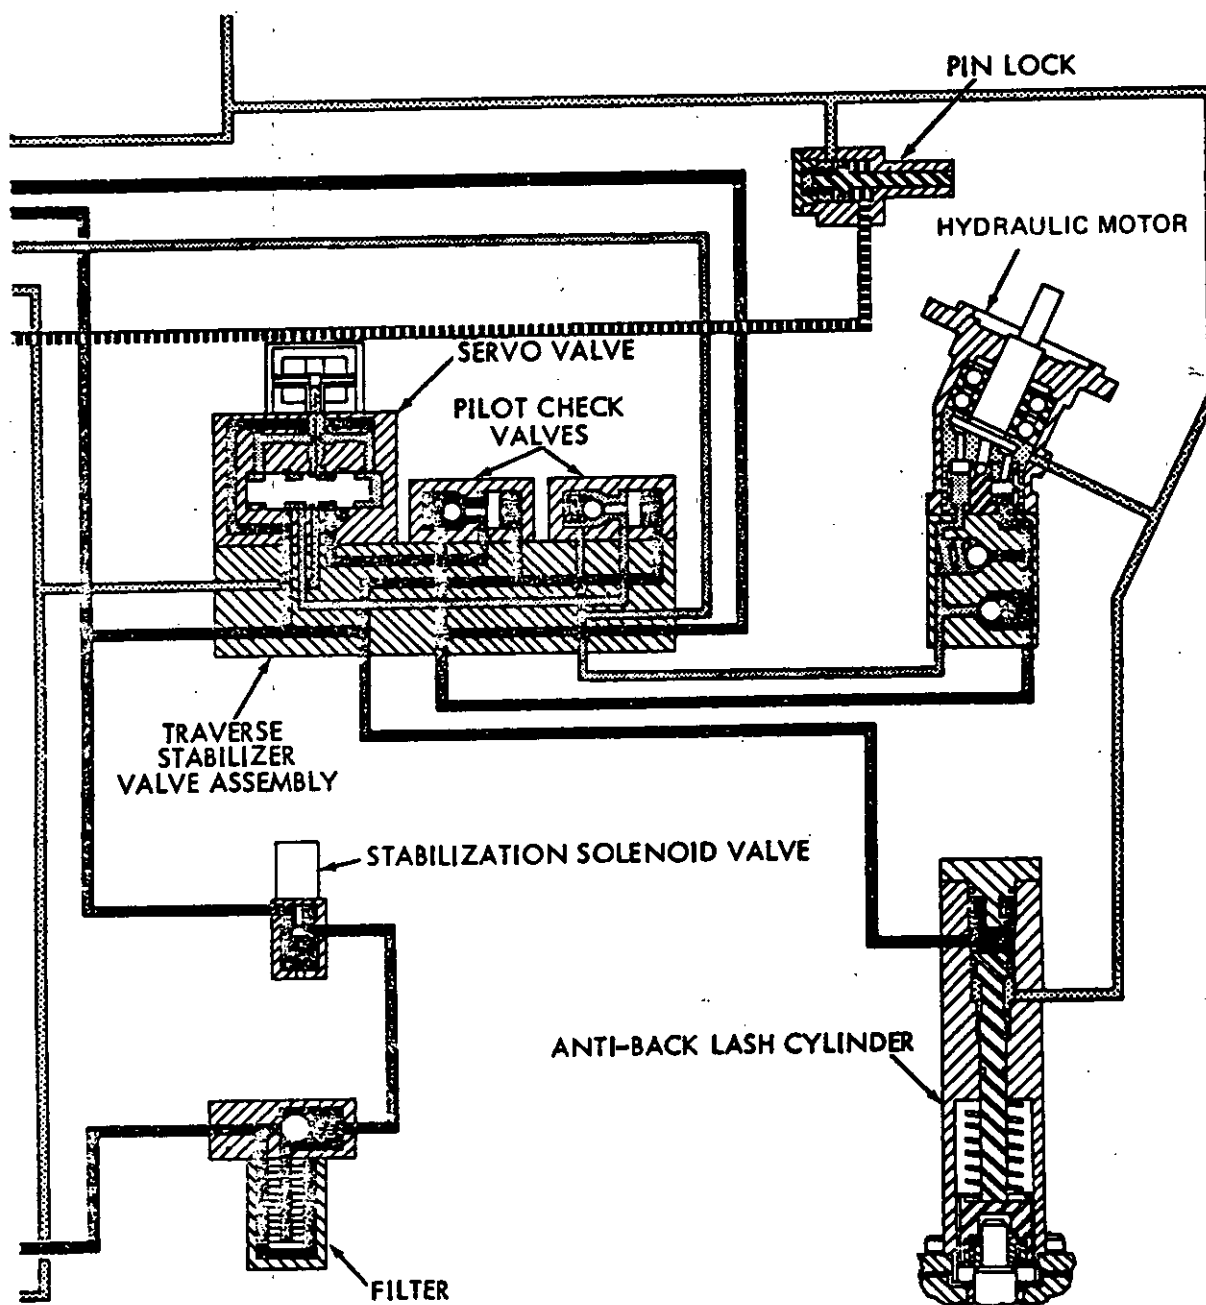 PIN LOCK
HYDRAULIC MOTOR
SERVO VALVE
PILOT CHECK
VALVES
TRAVERSE
STABILIZER
VALVE ASSEMBLY
STABILIZATION SOLENOID VALVE
ANTI-BACK LASH CYLINDER
FILTER